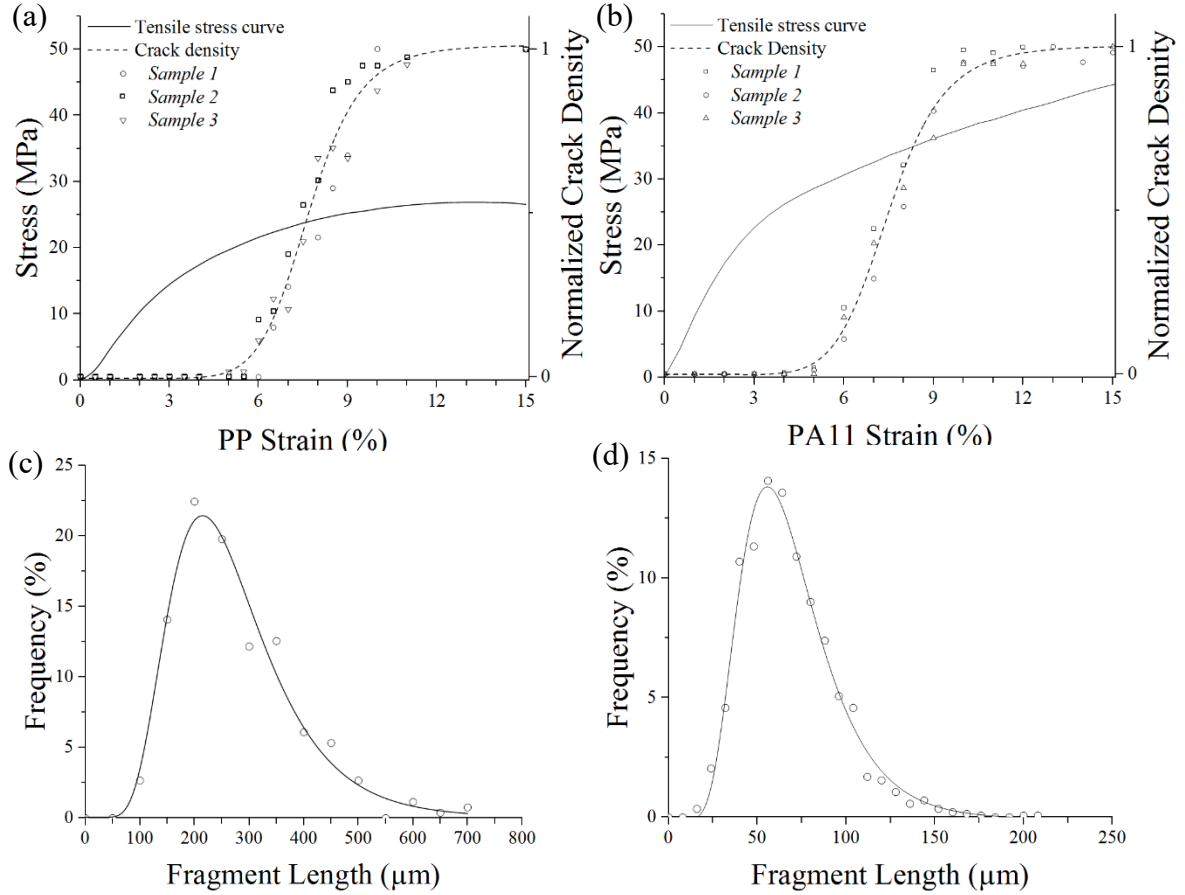 (a)
Tensile stress curve
Crack density
Sample 1
Sample 2
Sample 3
50
40
30
20
10
0
Stress (MPa)
1
0
Normalized Crack Density
0
3
6
9
12
15
PP Strain (%)
(b)
Tensile stress curve
Crack Density
Sample 1
Sample 2
Sample 3
50
40
30
20
10
0
Stress (MPa)
1
0
Normalized Crack Desnity
0
3
6
9
12
15
PA11 Strain (%)
(c)
25
20
15
10
5
0
Frequency (%)
0
100
200
300
400
500
600
700
800
Fragment Length (µm)
(d)
15
10
5
0
Frequency (%)
0
50
100
150
200
250
Fragment Length (µm)